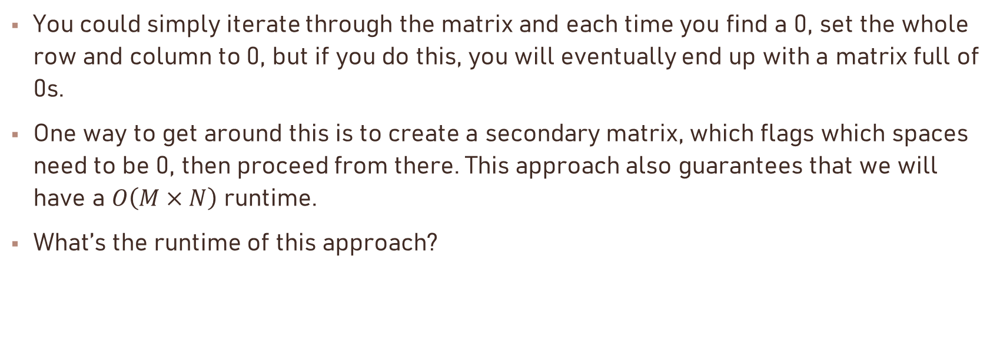 ▪ You could simply iterate through the matrix and each time you find a 0, set the whole
row and column to 0, but if you do this, you will eventually end up with a matrix full of
0s.
▪ One way to get around this is to create a secondary matrix, which flags which spaces
need to be 0, then proceed from there. This approach also guarantees that we will
have a O(M × N) runtime.
▪ What's the runtime of this approach?